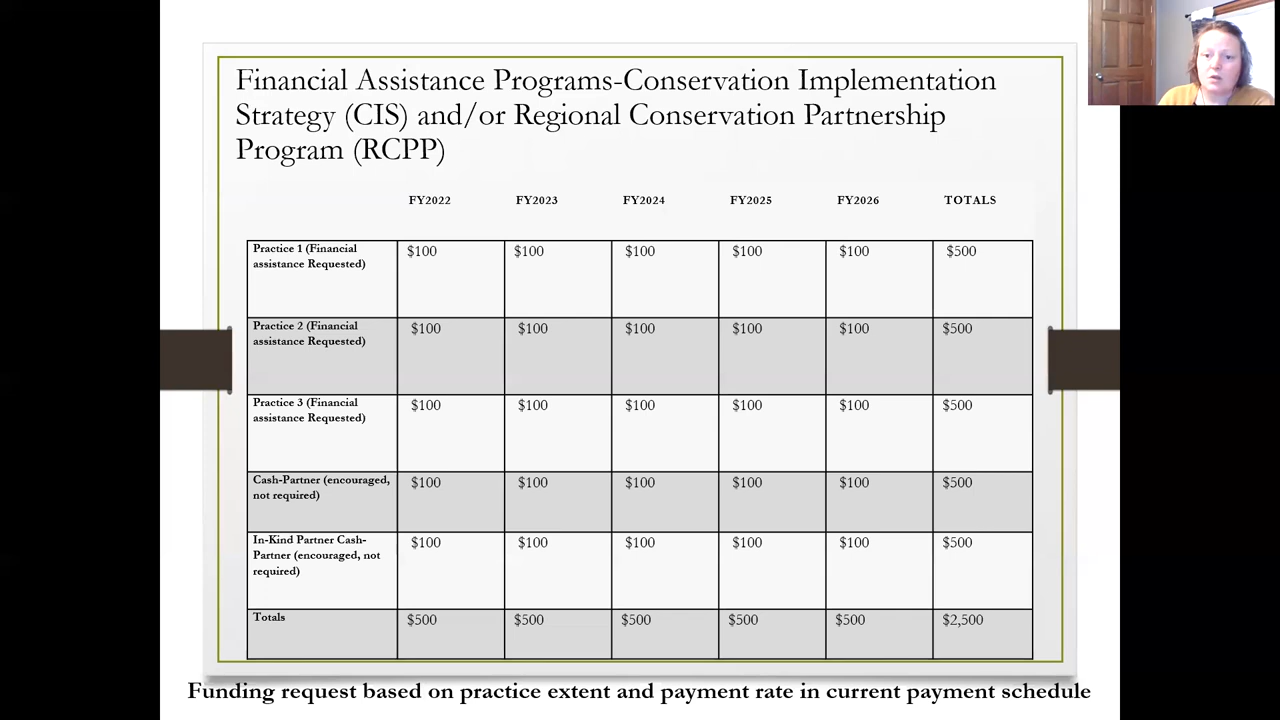 Financial Assistance Programs-Conservation Implementation
Strategy (CIS) and/or Regional Conservation Partnership
Program (RCPP)
FY2022 FY2023 FY2024 FY2025 FY2026 TOTALS
Practice 1 (Financial
assistance Requested) $100 $100 $100 $100 $100 $500
Practice 2 (Financial
assistance Requested) $100 $100 $100 $100 $100 $500
Practice 3 (Financial
assistance Requested) $100 $100 $100 $100 $100 $500
Cash-Partner (encouraged,
not required) $100 $100 $100 $100 $100 $500
In-Kind Partner Cash-
Partner (encouraged, not
required) $100 $100 $100 $100 $100 $500
Totals $500 $500 $500 $500 $500 $2,500
Funding request based on practice extent and payment rate in current payment schedule